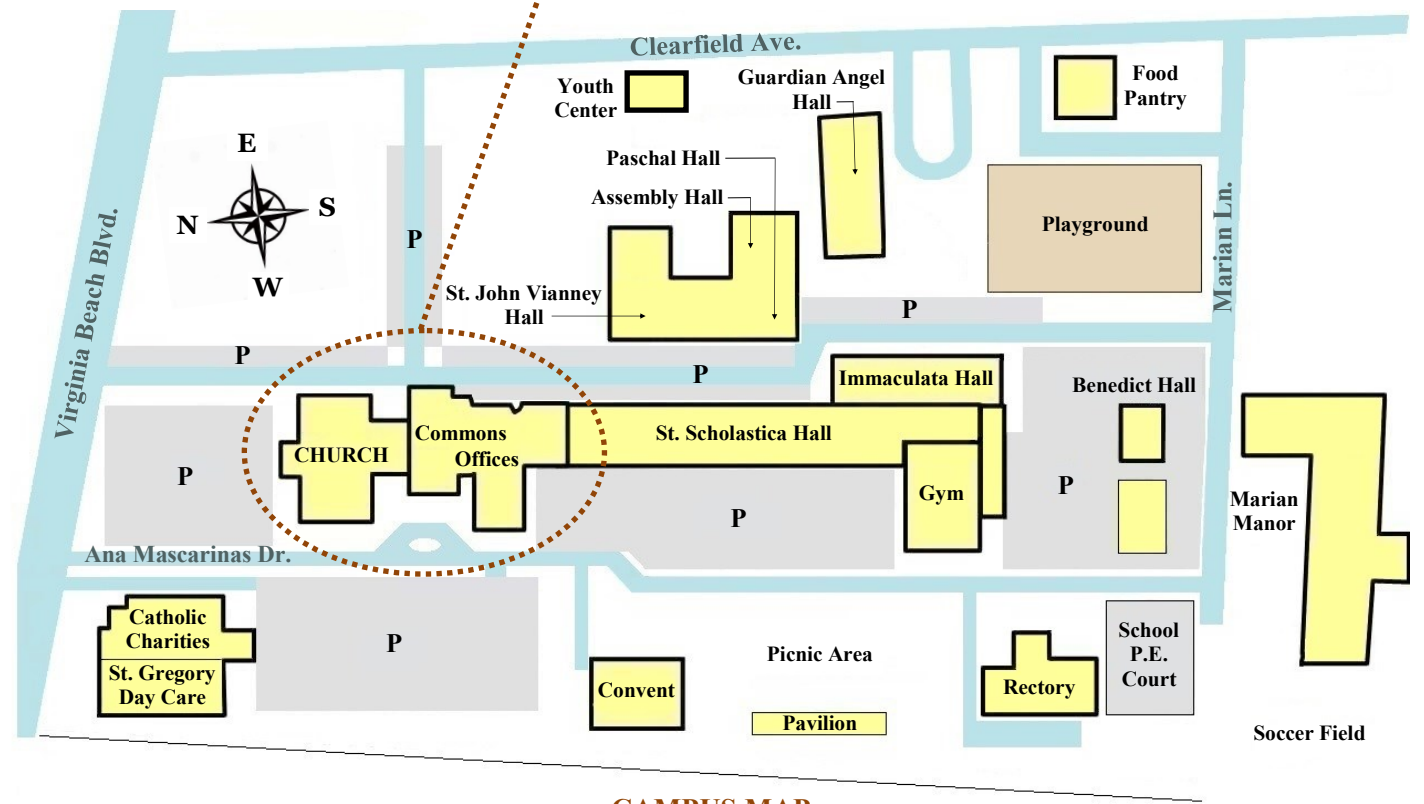 Clearfield Ave.
Youth
Center
Guardian Angel
Hall
Food
Pantry
E
N
S
W
P
Paschal Hall
Assembly Hall
Playground
Virginia Beach Blvd.
Marian Ln.
St. John Vianney
Hall
P
P
P
Immaculata Hall
Benedict Hall
CHURCH
Commons
Offices
St. Scholastica Hall
P
P
Gym
P
Marian
Manor
Ana Mascarinas Dr.
Catholic
Charities
St. Gregory
Day Care
P
Convent
Picnic Area
Pavilion
Rectory
School
P.E.
Court
Soccer Field
CAMPUS MAP